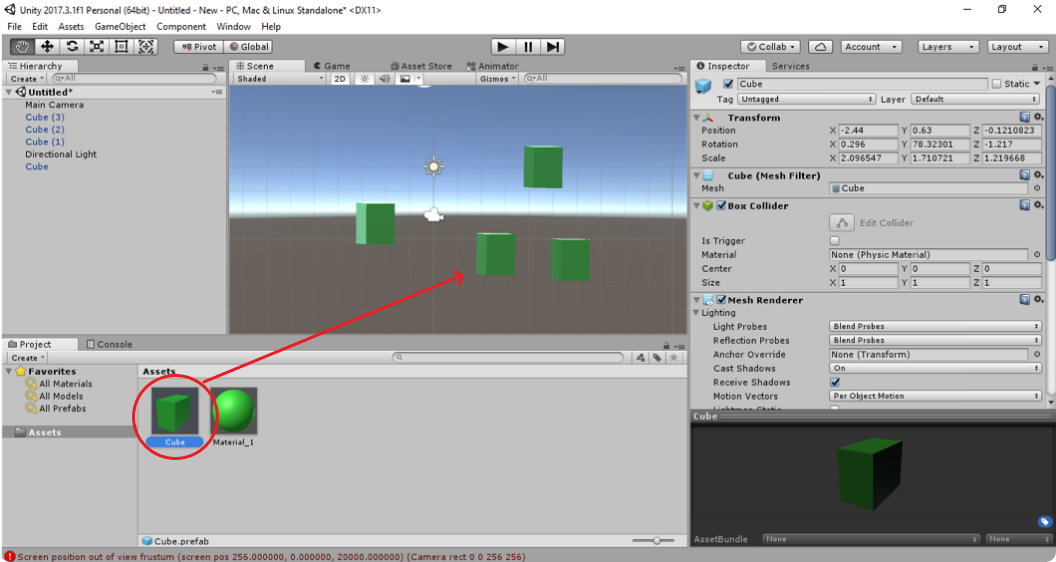 Unity 2017.3.1f1 Personal (64bit) - Untitled - New - PC, Mac & Linux Standalone* <DX11>
File Edit Assets GameObject Component Window Help
Pivot Global Collab Account Layers Layout
Hierarchy
Create All
Untitled*
Main Camera
Cube (3)
Cube (2)
Cube (1)
Directional Light
Cube
Scene Game Asset Store Animator
Shaded 2D Gizmos All
Inspector Services
Cube Static
Tag Untagged Layer Default
Transform
Position X -2.44 Y 0.63 Z -0.1210823
Rotation X 0.296 Y 78.32301 Z -1.217
Scale X 2.096547 Y 1.710721 Z 1.219668
Cube (Mesh Filter)
Mesh Cube
Box Collider
Edit Collider
Is Trigger
Material None (Physic Material)
Center X 0 Y 0 Z 0
Size X 1 Y 1 Z 1
Mesh Renderer
Lighting
Light Probes Blend Probes
Reflection Probes Blend Probes
Anchor Override None (Transform)
Cast Shadows On
Receive Shadows
Motion Vectors Per Object Motion
Lightmap Static
Project Console
Create
Favorites
All Materials
All Models
All Prefabs
Assets
Assets
Cube Material_1
Cube.prefab
Cube
AssetBundle None None
Screen position out of view frustum (screen pos 256.000000, 0.000000, 20000.000000) (Camera rect 0 0 256 256)